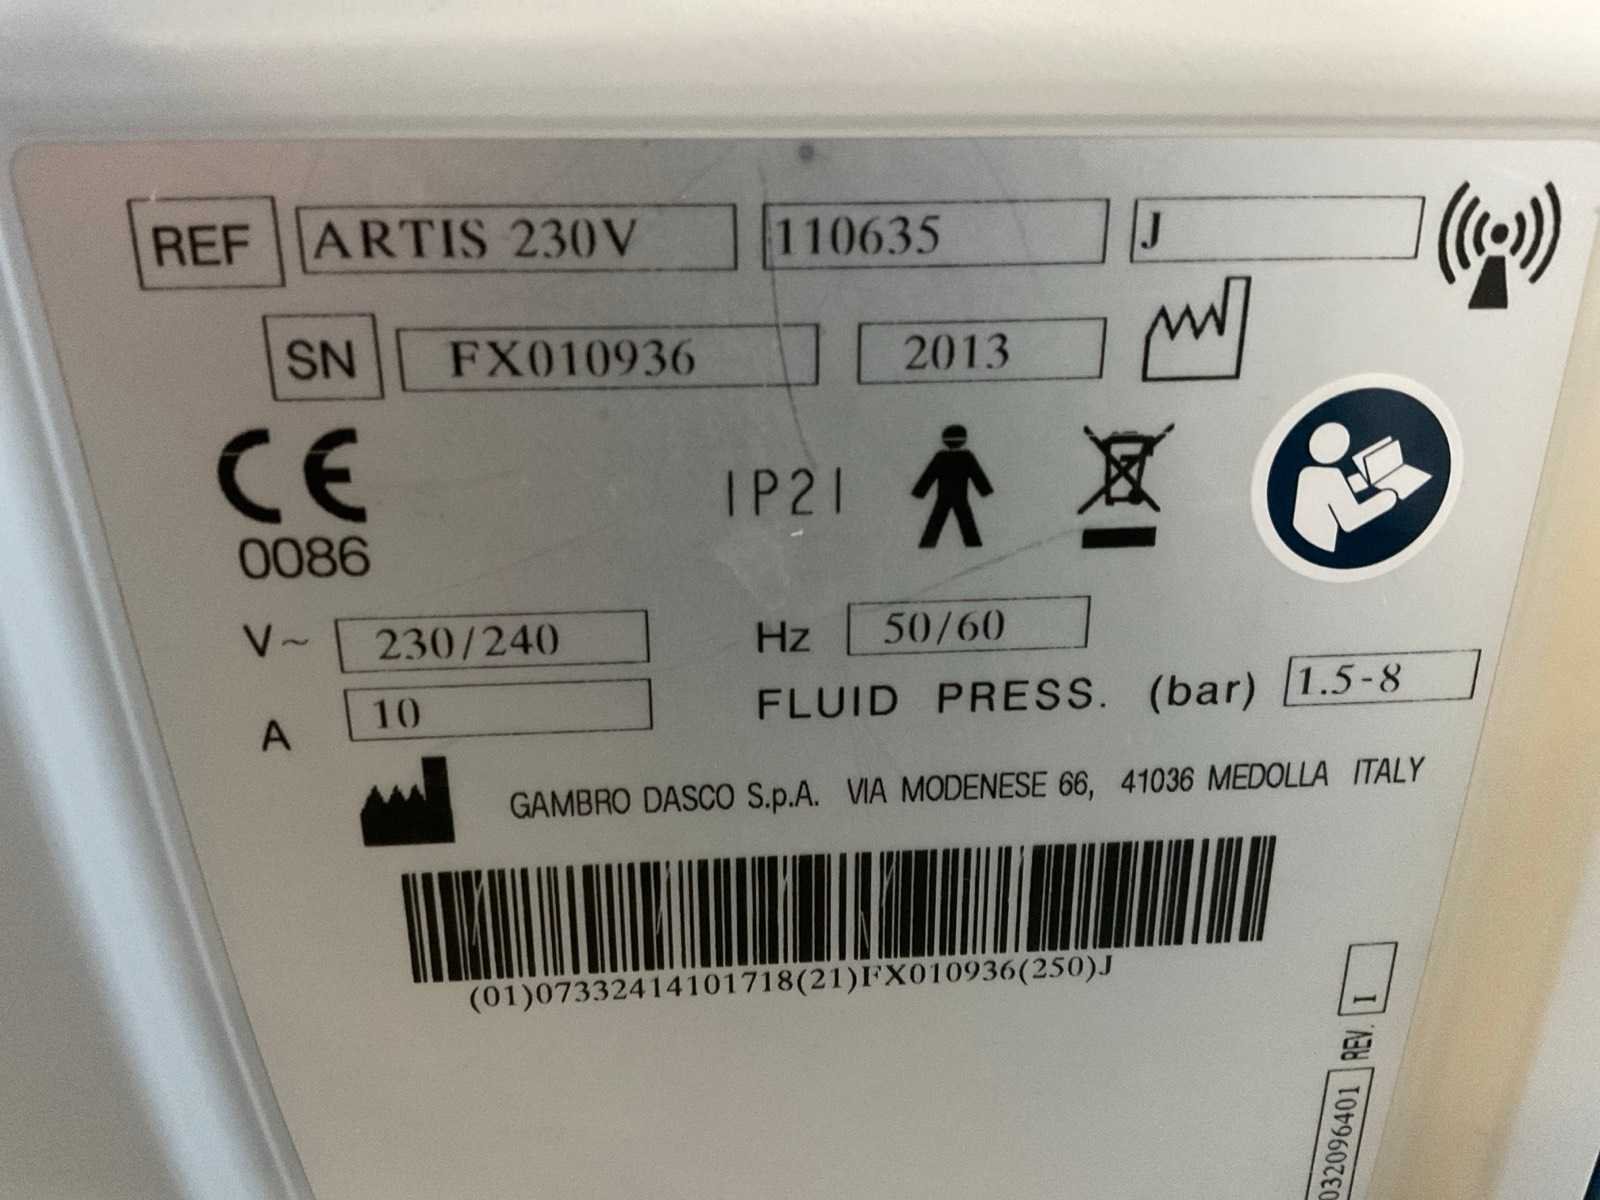 REF ARTIS 230V 110635 J
SN FX010936 2013
CE
0086
IP21
V~ 230/240 Hz 50/60
A 10 FLUID PRESS. (bar) 1.5-8
GAMBRO DASCO S.p.A. VIA MODENESE 66, 41036 MEDOLLA ITALY
(01)07332414101718(21)FX010936(250)J
032096401 REV. I